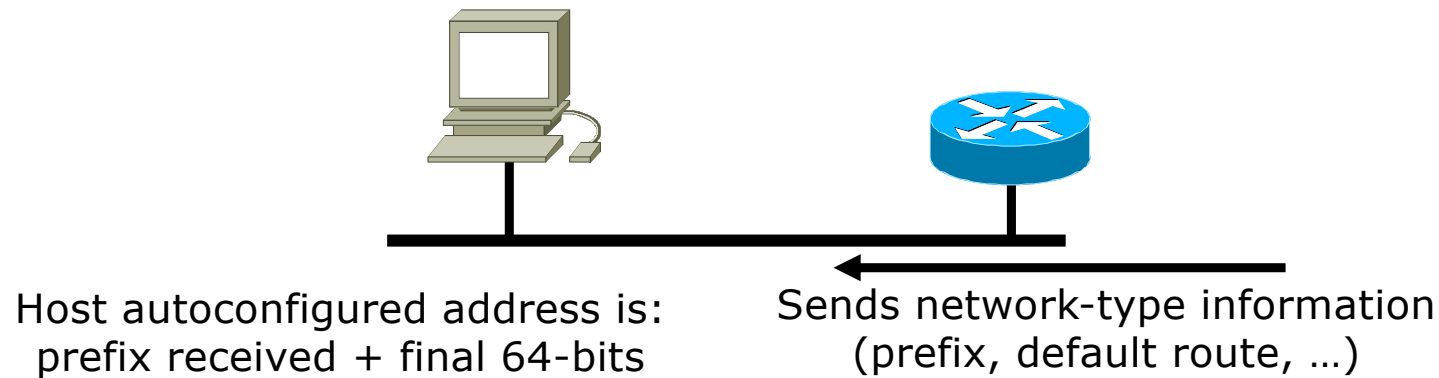 Host autoconfigured address is:
prefix received + final 64-bits
Sends network-type information
(prefix, default route, …)